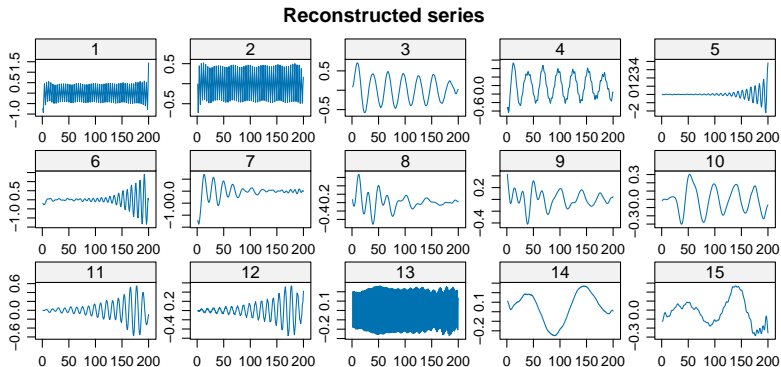 Reconstructed series
1 2 3 4 5
−1.0 0.5 1.5 −0.5 0.5 −0.5 0.5 −0.6 0.0 −2 0 1 2 3 4
0 50 100 150 200 0 50 100 150 200 0 50 100 150 200 0 50 100 150 200 0 50 100 150 200
6 7 8 9 10
−1.0 0.5 −1.0 0.0 −0.4 0.2 −0.4 0.2 −0.3 0.0 0.3
0 50 100 150 200 0 50 100 150 200 0 50 100 150 200 0 50 100 150 200 0 50 100 150 200
11 12 13 14 15
−0.6 0.0 0.6 −0.4 0.2 −0.2 0.1 −0.2 0.1 −0.3 0.0
0 50 100 150 200 0 50 100 150 200 0 50 100 150 200 0 50 100 150 200 0 50 100 150 200